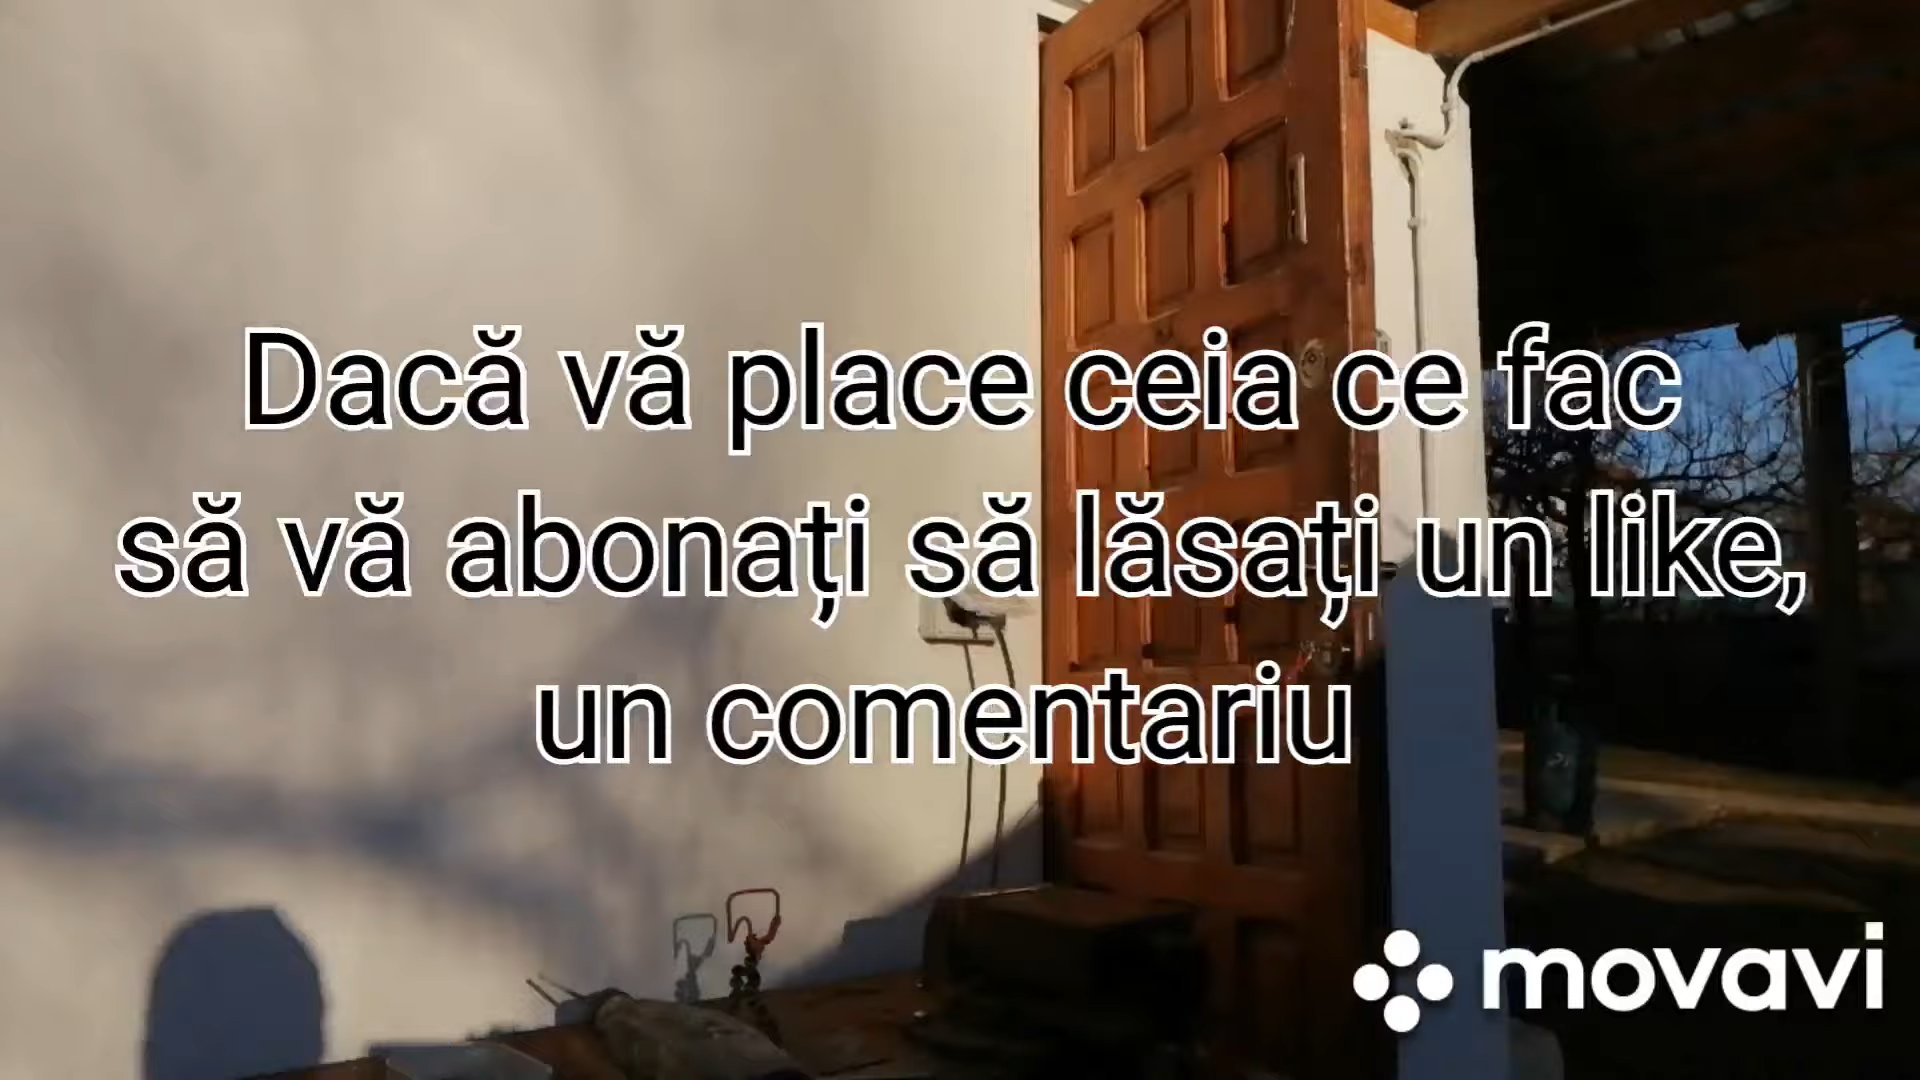 Dacă vă place ceia ce fac
să vă abonați să lăsați un like,
un comentariu
movavi